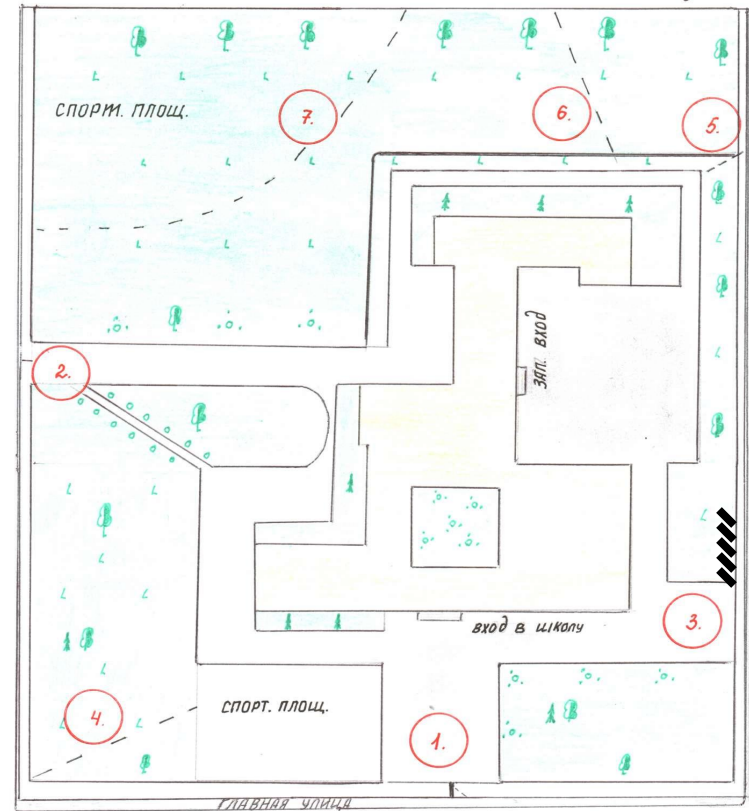 СПОРТ. ПЛОЩ.
7.
6.
5.
ЗАП. ВХОД
2.
ВХОД В ШКОЛУ
3.
4.
СПОРТ. ПЛОЩ.
1.
ГЛАВНАЯ УЛИЦА